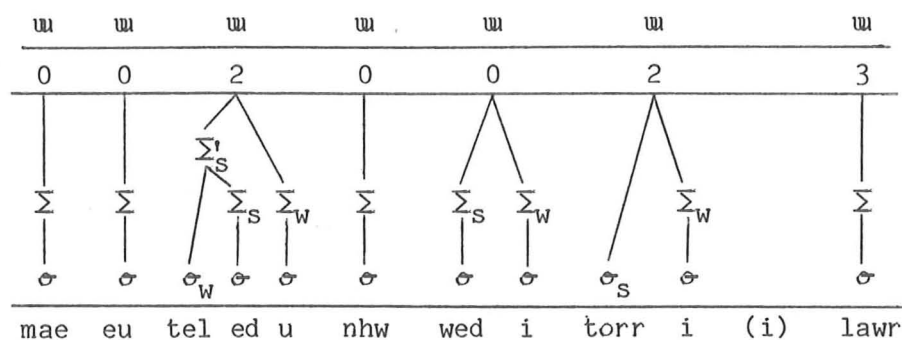 ɯ ɯ ɯ ɯ ɯ ɯ ɯ
0 0 2 0 0 2 3
Σ'S
Σ Σ ΣS ΣW Σ ΣS ΣW ΣW Σ
σ σ σW σ σ σ σ σ σS σ σ
mae eu tel ed u nhw wed i torr i (i) lawr